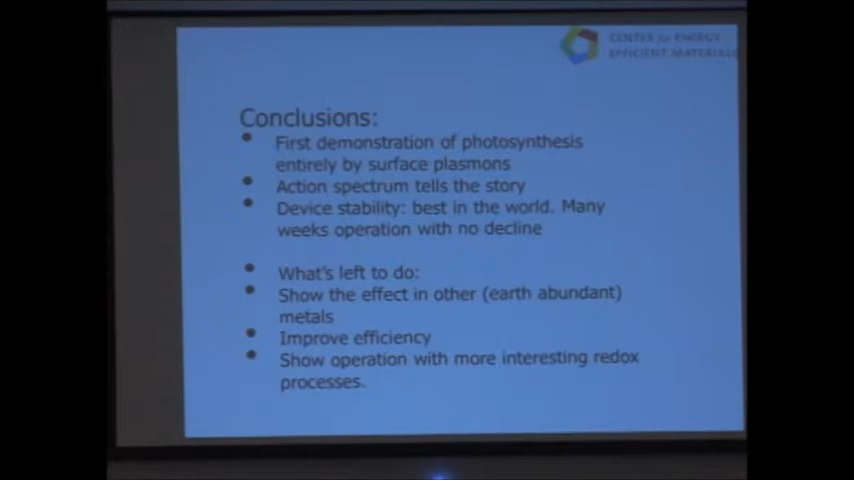 CENTER for ENERGY
EFFICIENT MATERIALS
Conclusions:
• First demonstration of photosynthesis
entirely by surface plasmons
• Action spectrum tells the story
• Device stability: best in the world. Many
weeks operation with no decline
• What's left to do:
• Show the effect in other (earth abundant)
metals
• Improve efficiency
• Show operation with more interesting redox
processes.